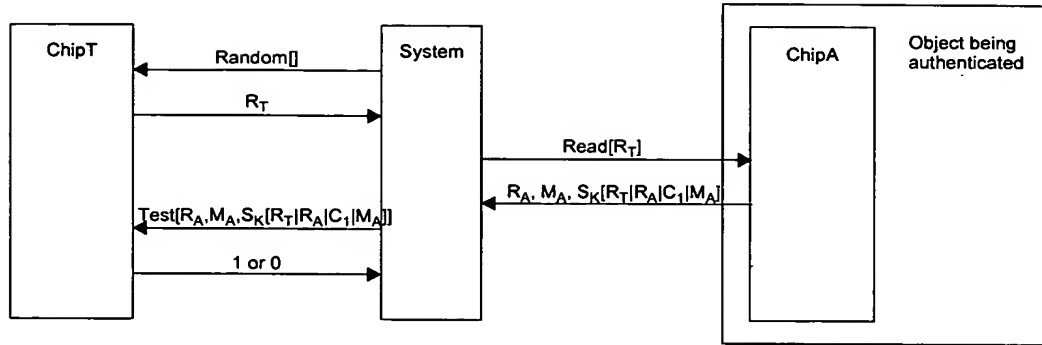 ChipT
System
ChipA
Object being
authenticated
Random[]
R_T
Read[R_T]
R_A, M_A, S_K[R_T|R_A|C_1|M_A]
Test[R_A,M_A,S_K[R_T|R_A|C_1|M_A]]
1 or 0